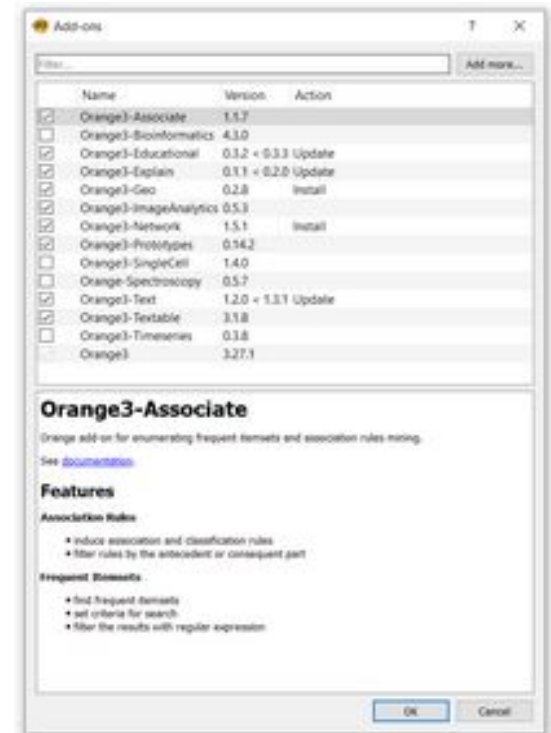 Add-ons
? ×
Filter...
Add more...
Name Version Action
Orange3-Associate 1.1.7
Orange3-Bioinformatics 4.3.0
Orange3-Educational 0.3.2 < 0.3.3 Update
Orange3-Explain 0.1.1 < 0.2.0 Update
Orange3-Geo 0.2.8 Install
Orange3-ImageAnalytics 0.5.3
Orange3-Network 1.5.1 Install
Orange3-Prototypes 0.14.2
Orange3-SingleCell 1.4.0
Orange-Spectroscopy 0.5.7
Orange3-Text 1.2.0 < 1.3.1 Update
Orange3-Textable 3.1.8
Orange3-Timeseries 0.3.8
Orange3 3.27.1
Orange3-Associate
Orange add-on for enumerating frequent itemsets and association rules mining.
See documentation.
Features
Association Rules
• induce association and classification rules
• filter rules by the antecedent or consequent part
Frequent Itemsets
• find frequent itemsets
• set criteria for search
• filter the results with regular expression
OK
Cancel